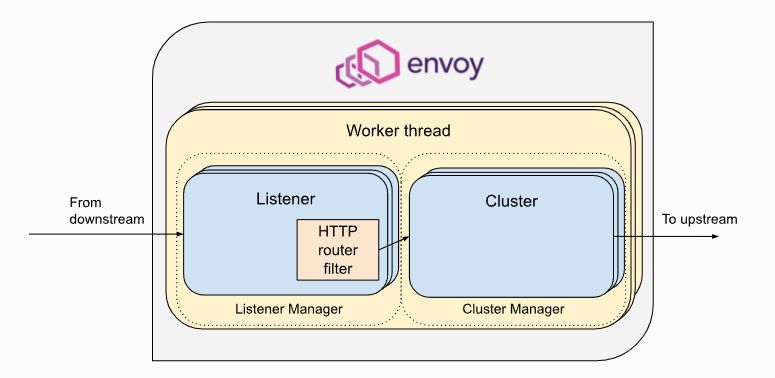 envoy
Worker thread
Listener
Cluster
From
downstream
To upstream
HTTP
router
filter
Listener Manager
Cluster Manager